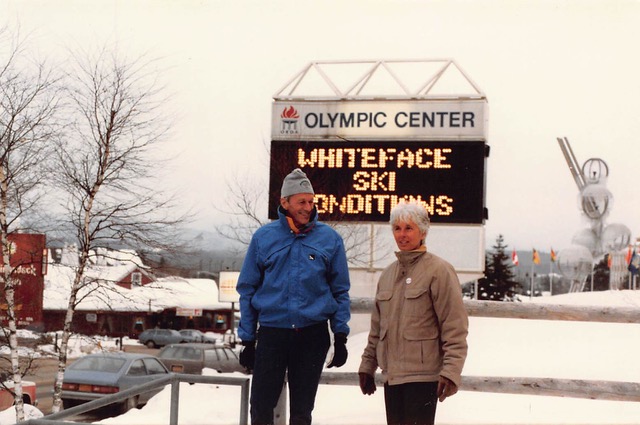 OLYMPIC CENTER
WHITEFACE
SKI
CONDITIONS